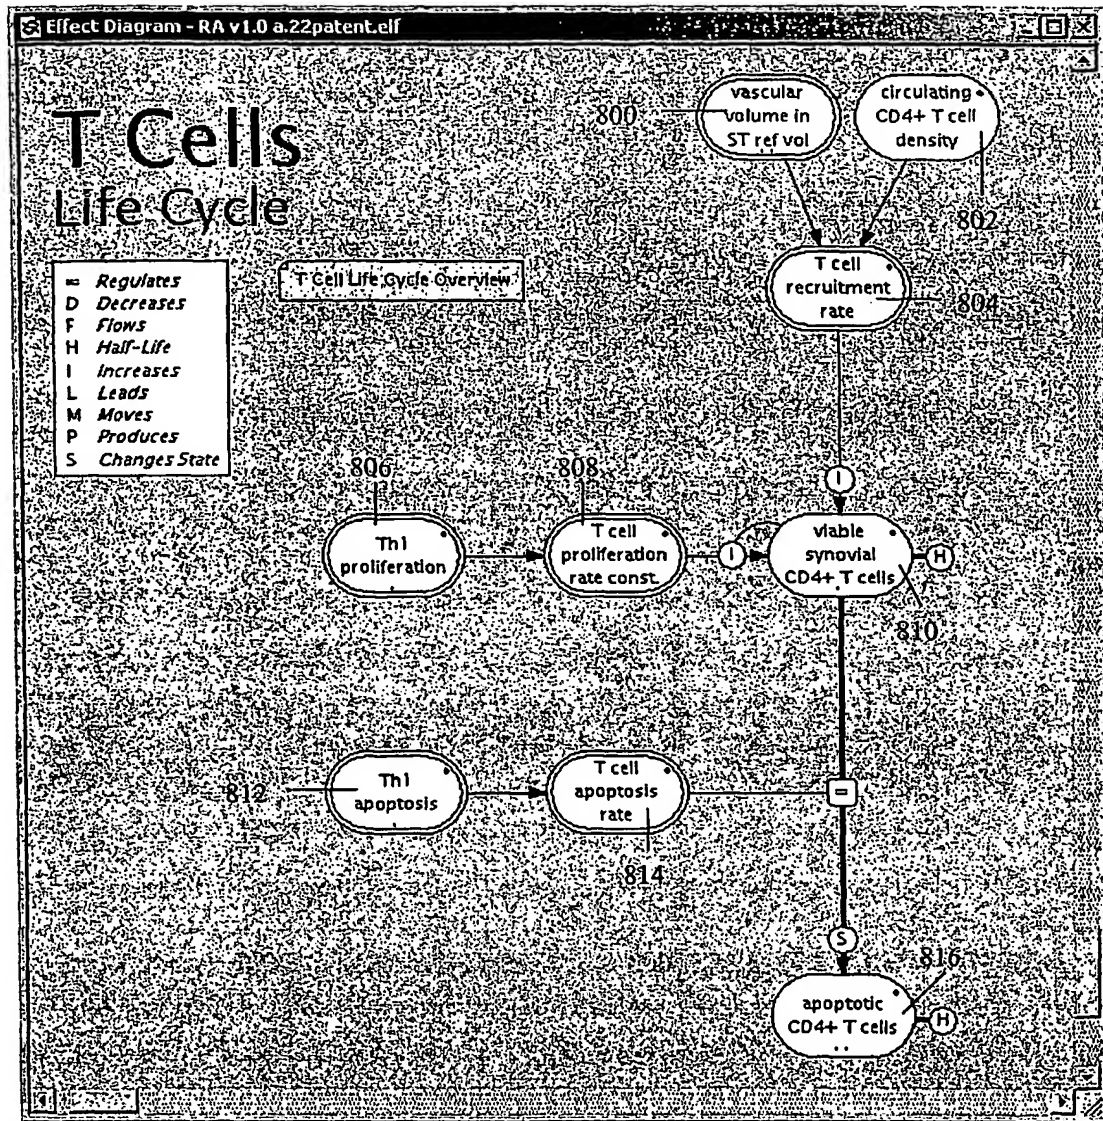 Effect Diagram - RA v1.0 a.22patent.elf
T Cells
Life Cycle
= Regulates
D Decreases
F Flows
H Half-Life
I Increases
L Leads
M Moves
P Produces
S Changes State
T Cell Life Cycle Overview
800
vascular
volume in
ST ref vol
circulating
CD4+ T cell
density
802
T cell
recruitment
rate
804
I
806
Th1
proliferation
808
T cell
proliferation
rate const.
I
viable
synovial
CD4+ T cells
H
810
812
Th1
apoptosis
T cell
apoptosis
rate
814
=
S
816
apoptotic
CD4+ T cells
H